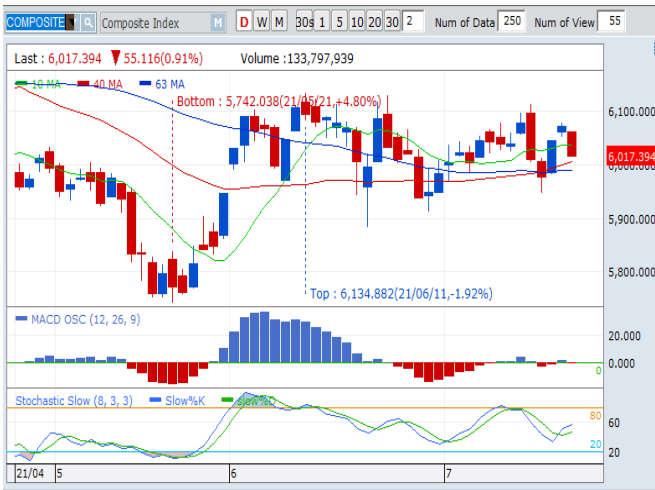 COMPOSITE Composite Index M D W M 30s 1 5 10 20 30 2 Num of Data 250 Num of View 55
Last : 6,017.394 ▼ 55.116(0.91%) Volume :133,797,939
10 MA 40 MA 63 MA
Bottom : 5,742.038(21/05/21,+4.80%)
6,100.000
6,017.394
6,000.000
5,900.000
5,800.000
Top : 6,134.882(21/06/11,-1.92%)
MACD OSC (12, 26, 9)
20.000
0 0.000
Stochastic Slow (8, 3, 3) Slow%K Slow%D
80
60
20 20
21/04 5 6 7